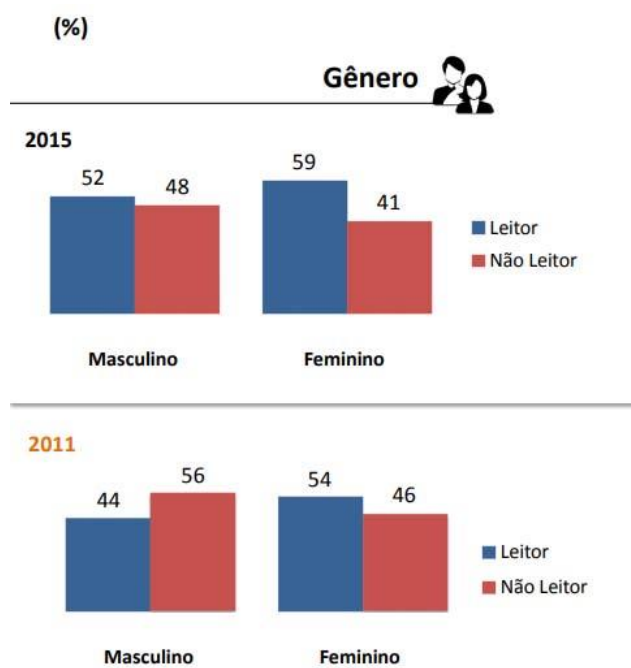 (%)
Gênero
2015
52 48 59 41
Leitor
Não Leitor
Masculino Feminino
2011
44 56 54 46
Leitor
Não Leitor
Masculino Feminino